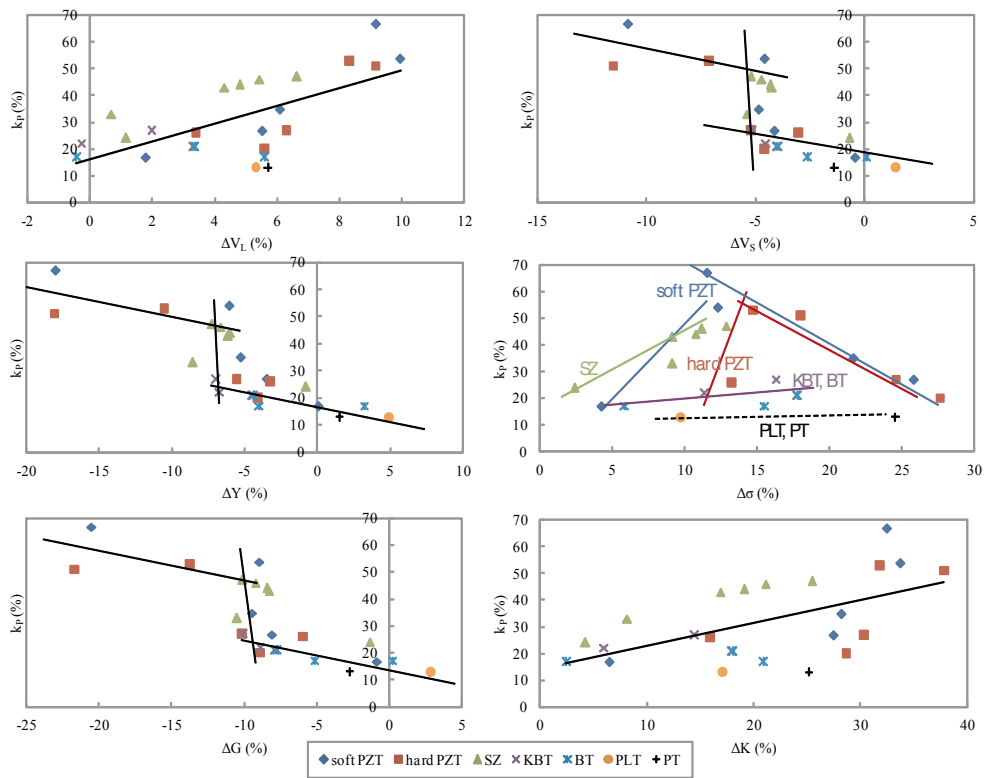 70
60
50
40
30
20
10
0
kP (%)
-2 0 2 4 6 8 10 12
ΔVL (%)
70
60
50
40
30
20
10
0
kP (%)
-15 -10 -5 0 5
ΔVS (%)
70
60
50
40
30
20
10
0
kP (%)
-20 -15 -10 -5 0 5 10
ΔY (%)
70
60
50
40
30
20
10
0
kP (%)
soft PZT
SZ
hard PZT
KBT, BT
PLT, PT
0 5 10 15 20 25 30
Δσ (%)
70
60
50
40
30
20
10
0
kP (%)
-25 -20 -15 -10 -5 0 5
ΔG (%)
70
60
50
40
30
20
10
0
kP (%)
0 10 20 30 40
ΔK (%)
soft PZT hard PZT SZ KBT BT PLT PT